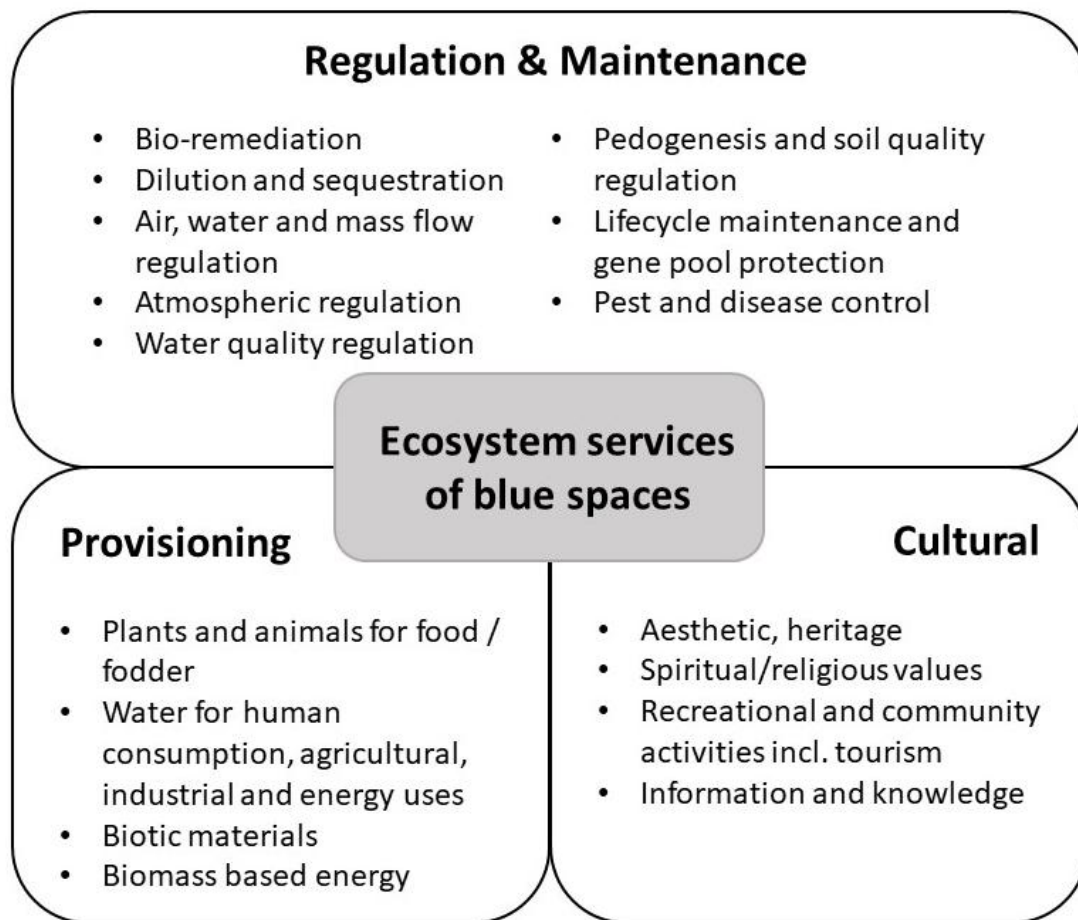 Regulation & Maintenance
• Bio-remediation
• Dilution and sequestration
• Air, water and mass flow
regulation
• Atmospheric regulation
• Water quality regulation
• Pedogenesis and soil quality
regulation
• Lifecycle maintenance and
gene pool protection
• Pest and disease control
Ecosystem services
of blue spaces
Provisioning
• Plants and animals for food /
fodder
• Water for human
consumption, agricultural,
industrial and energy uses
• Biotic materials
• Biomass based energy
Cultural
• Aesthetic, heritage
• Spiritual/religious values
• Recreational and community
activities incl. tourism
• Information and knowledge